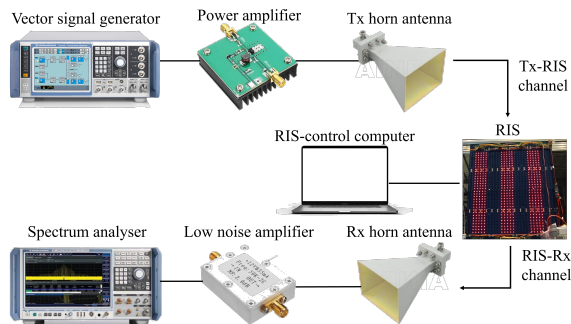 Vector signal generator
Power amplifier
Tx horn antenna
Tx-RIS
channel
RIS-control computer
RIS
Spectrum analyser
Low noise amplifier
Rx horn antenna
RIS-Rx
channel